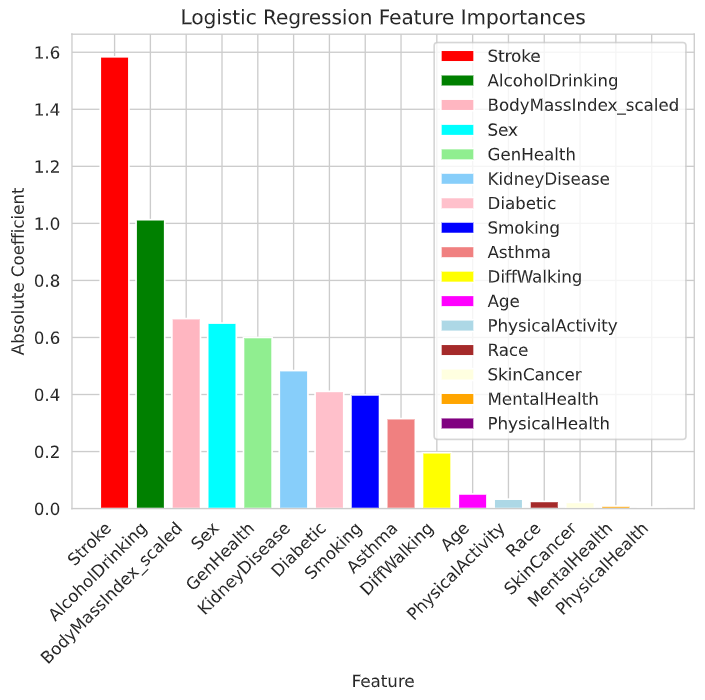 Logistic Regression Feature Importances
Absolute Coefficient
1.6
1.4
1.2
1.0
0.8
0.6
0.4
0.2
0.0
Stroke
AlcoholDrinking
BodyMassIndex_scaled
Sex
GenHealth
KidneyDisease
Diabetic
Smoking
Asthma
DiffWalking
Age
PhysicalActivity
Race
SkinCancer
MentalHealth
PhysicalHealth
Stroke
AlcoholDrinking
BodyMassIndex_scaled
Sex
GenHealth
KidneyDisease
Diabetic
Smoking
Asthma
DiffWalking
Age
PhysicalActivity
Race
SkinCancer
MentalHealth
PhysicalHealth
Feature